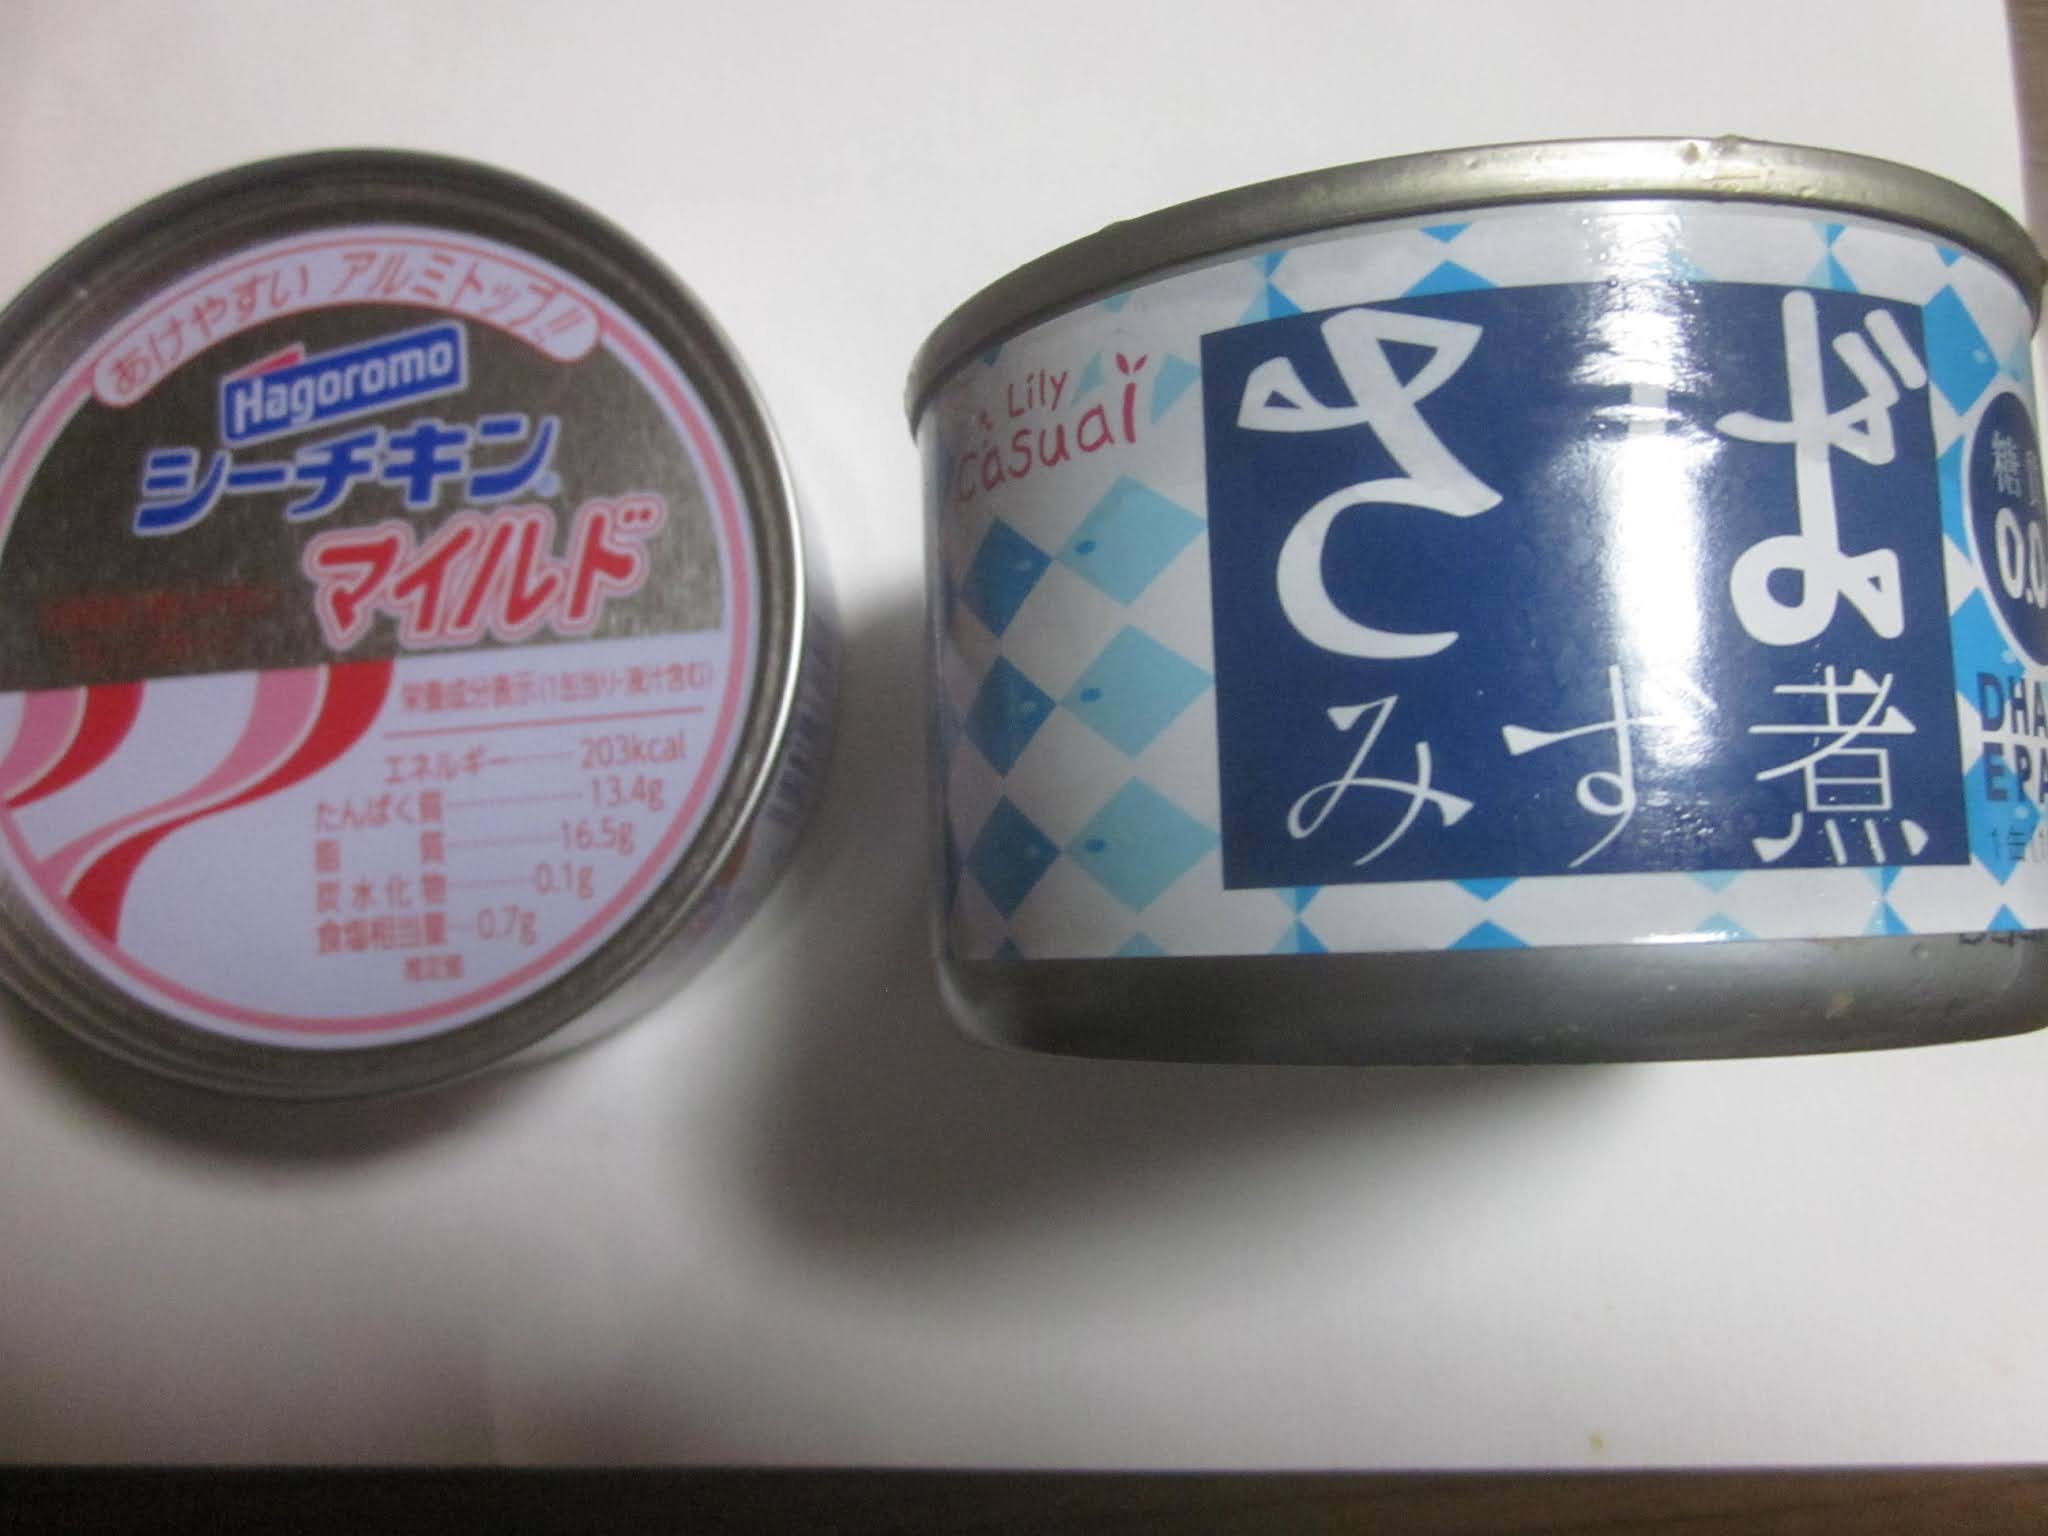 あけやすい アルミトップ!!
Hagoromo
シーチキン®
マイルド
栄養成分表示(1缶当り・液汁含む)
エネルギー……203kcal
たんぱく質…………13.4g
脂質…………16.5g
炭水化物………0.1g
食塩相当量…0.7g
推定値
Lily
casual
さば
みず煮
糖質
0.0
DHA
EPA